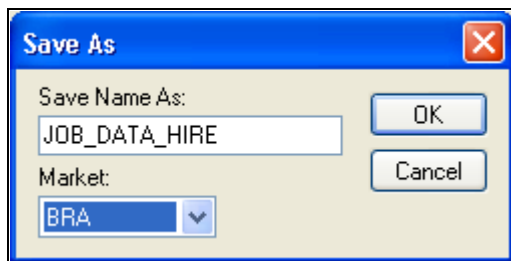 Save As
Save Name As:
JOB_DATA_HIRE
OK
Market:
Cancel
BRA